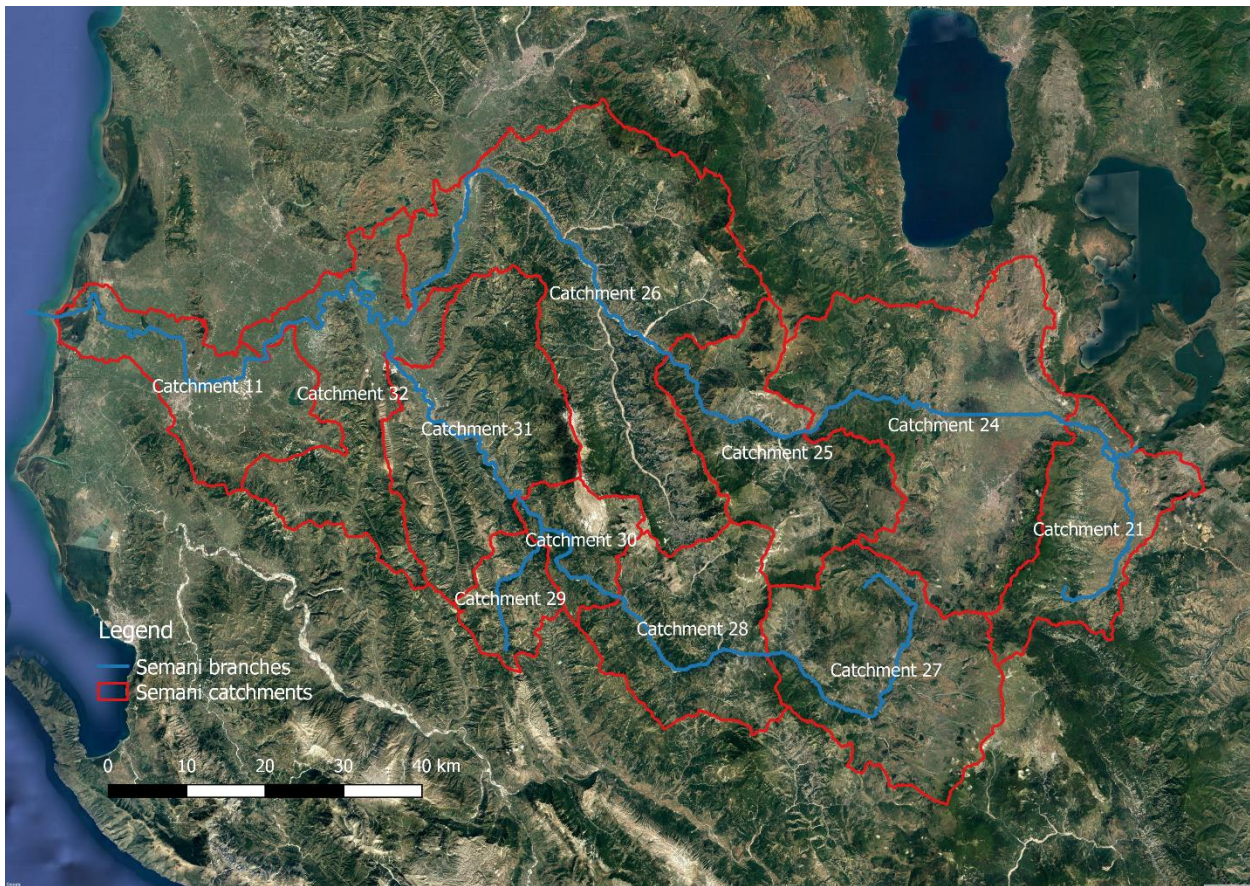 Catchment 26
Catchment 11
Catchment 32
Catchment 31
Catchment 25
Catchment 24
Catchment 21
Catchment 30
Catchment 29
Catchment 28
Catchment 27
Legend
Semani branches
Semani catchments
0 10 20 30 40 km